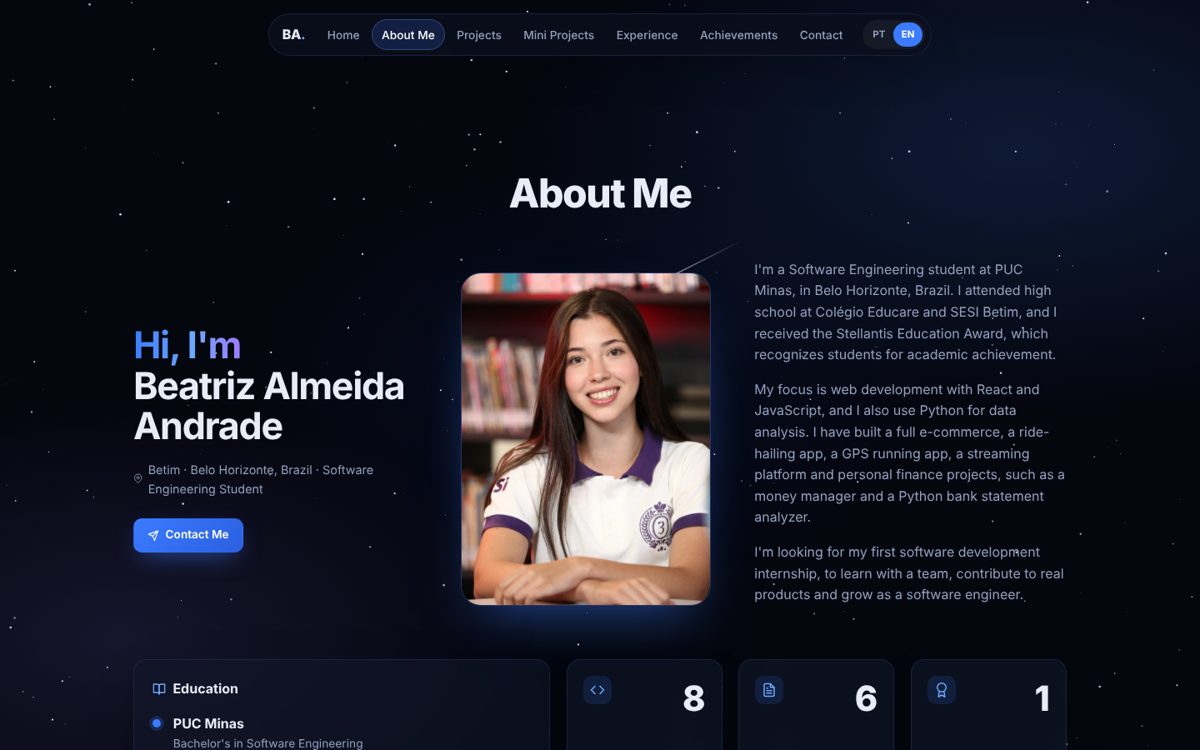 BA. Home About Me Projects Mini Projects Experience Achievements Contact PT EN
About Me
Hi, I'm
Beatriz Almeida
Andrade
Betim · Belo Horizonte, Brazil · Software
Engineering Student
Contact Me
Si
3
I'm a Software Engineering student at PUC
Minas, in Belo Horizonte, Brazil. I attended high
school at Colégio Educare and SESI Betim, and I
received the Stellantis Education Award, which
recognizes students for academic achievement.
My focus is web development with React and
JavaScript, and I also use Python for data
analysis. I have built a full e-commerce, a ride-
hailing app, a GPS running app, a streaming
platform and personal finance projects, such as a
money manager and a Python bank statement
analyzer.
I'm looking for my first software development
internship, to learn with a team, contribute to real
products and grow as a software engineer.
Education
PUC Minas
Bachelor's in Software Engineering
8
6
1